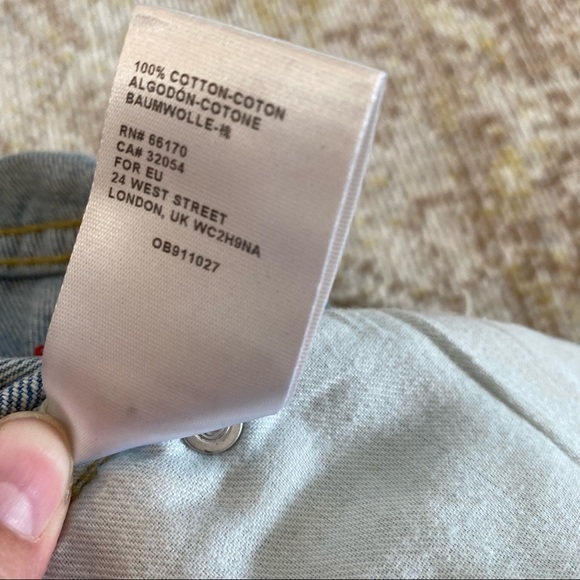 100% COTTON-COTON
ALGODÓN-COTONE
BAUMWOLLE-棉
RN# 66170
CA# 32054
FOR EU
24 WEST STREET
LONDON, UK WC2H9NA
OB911027